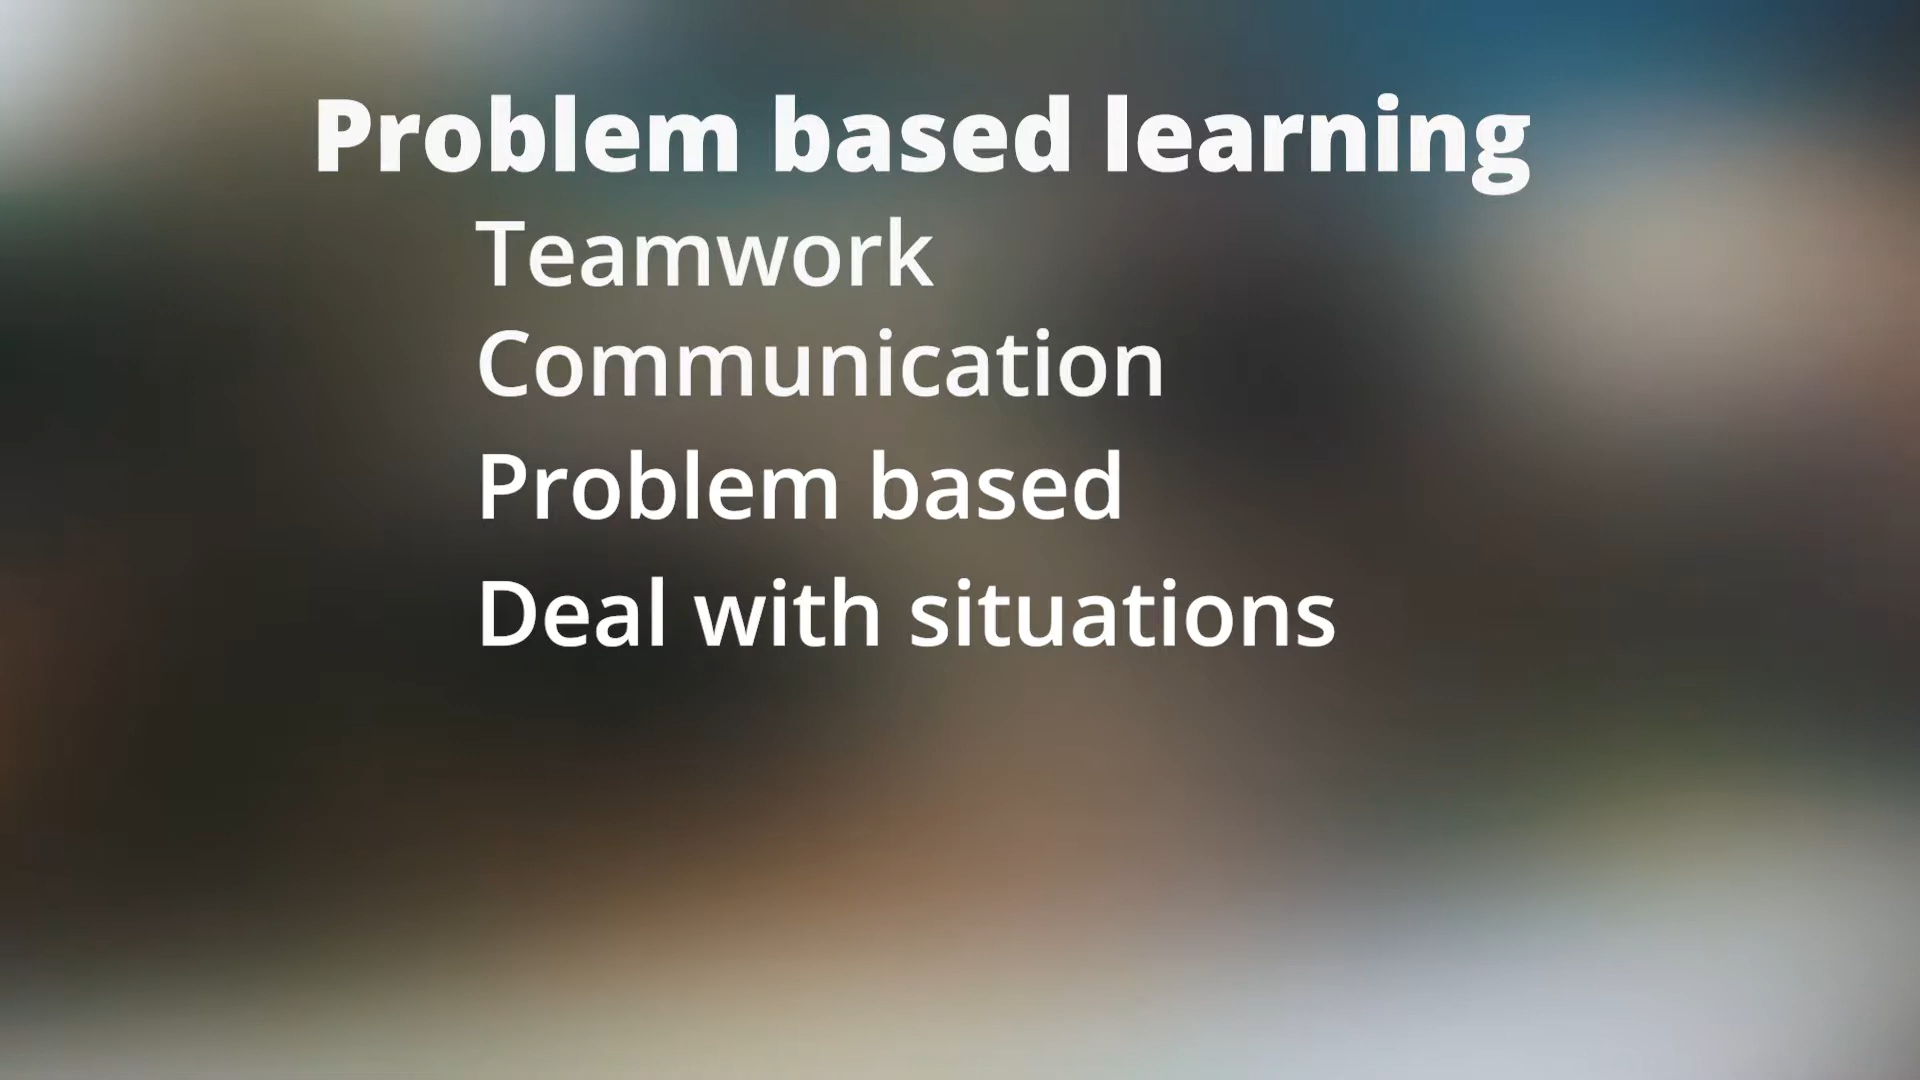 Problem based learning
Teamwork
Communication
Problem based
Deal with situations